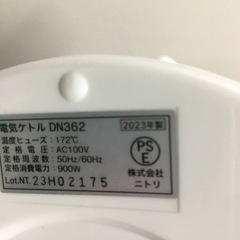 電気ケトル DN362
2023年製
温度ヒューズ：172℃
定格電圧：AC100V
定格周波数：50Hz/60Hz
定格消費電力：900W
Lot.NT. 23H02175
PS
E
株式会社
ニトリ